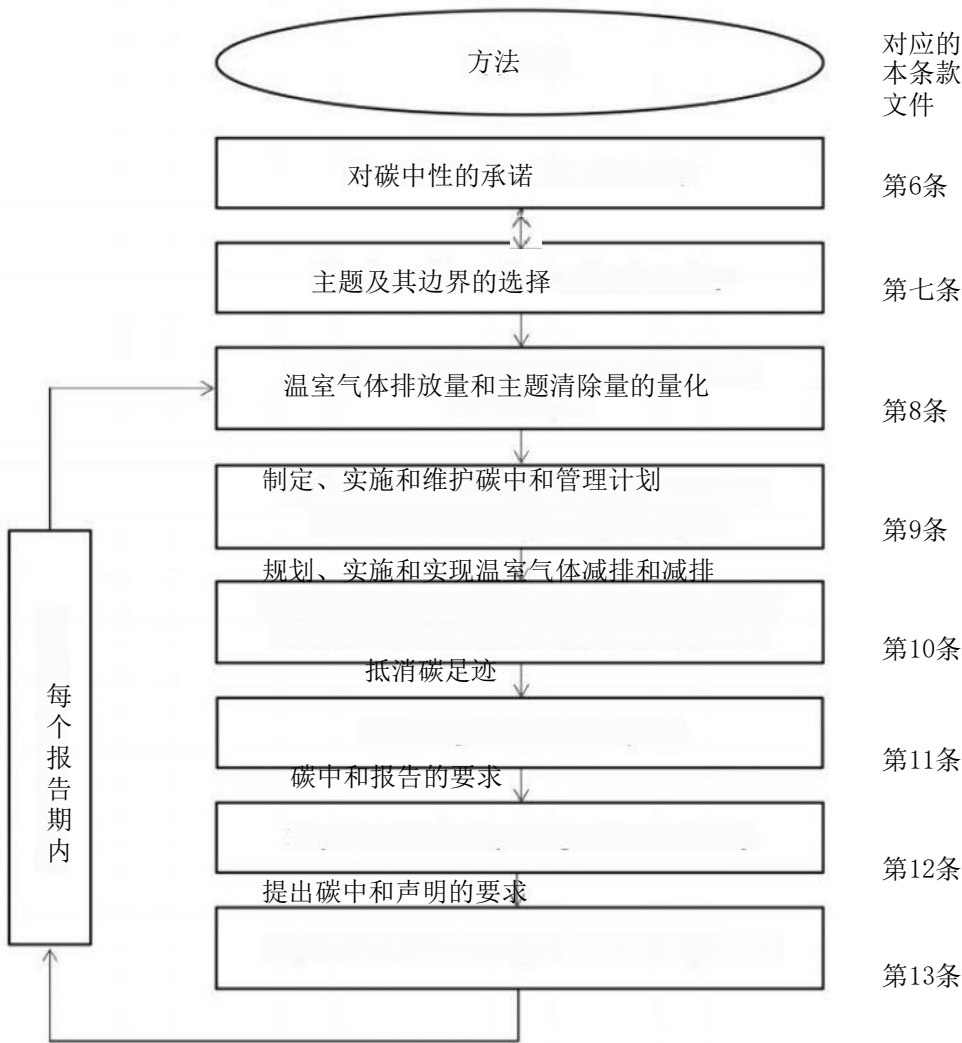 方法
对应的
本条款
文件
对碳中性的承诺
第6条
主题及其边界的选择
第七条
温室气体排放量和主题清除量的量化
第8条
制定、实施和维护碳中和管理计划
第9条
规划、实施和实现温室气体减排和减排
第10条
抵消碳足迹
第11条
碳中和报告的要求
第12条
提出碳中和声明的要求
第13条
每个报告期内